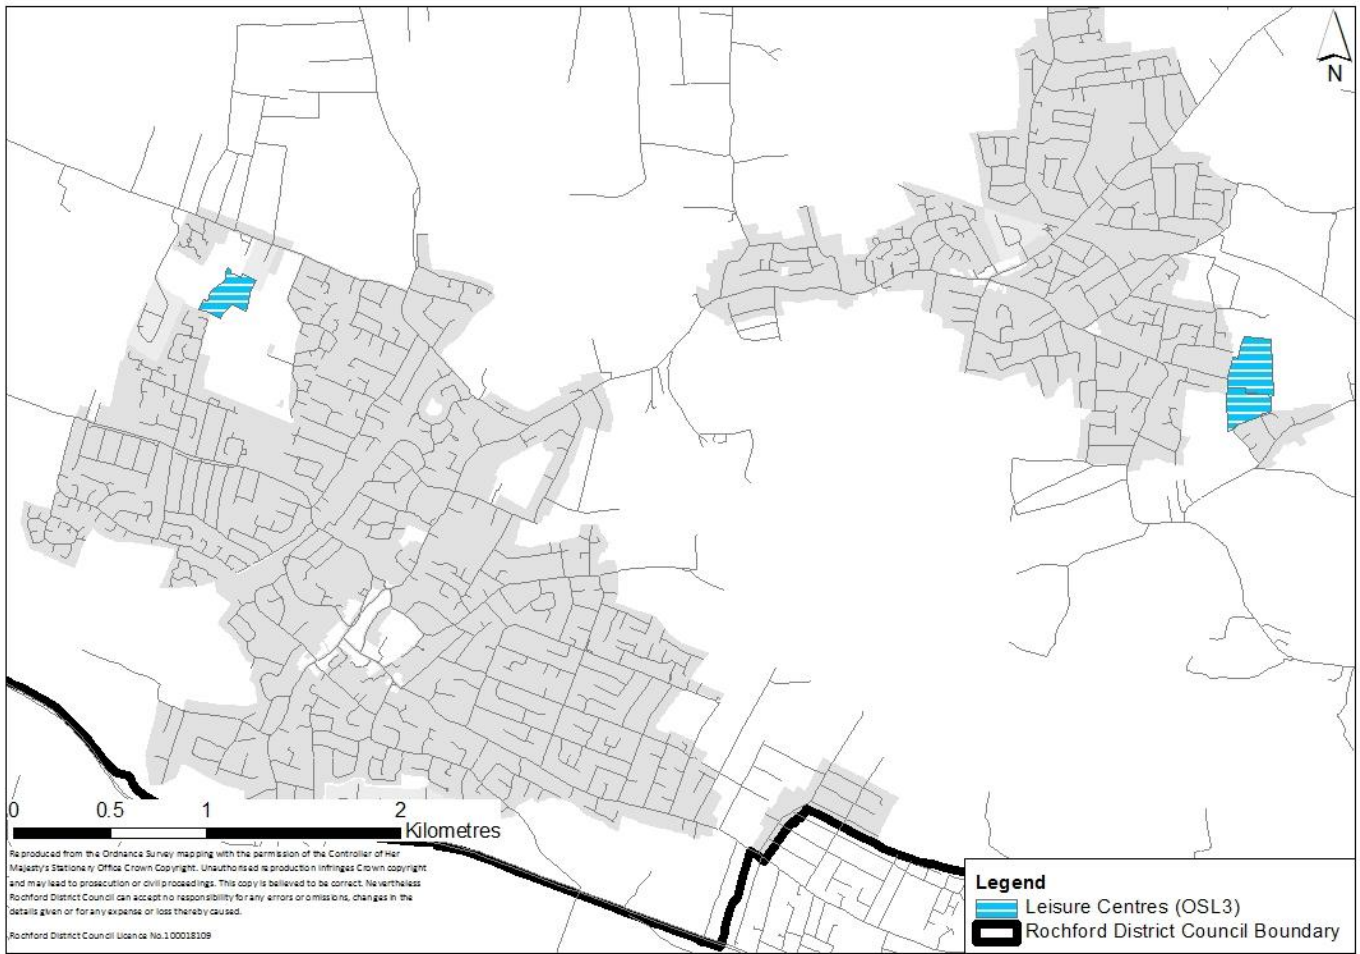 N
0 0.5 1 2
Kilometres
Reproduced from the Ordnance Survey mapping with the permission of the Controller of Her
Majesty's Stationery Office Crown Copyright. Unauthorised reproduction infringes Crown copyright
and may lead to prosecution or civil proceedings. This copy is believed to be correct. Nevertheless
Rochford District Council can accept no responsibility for any errors or omissions, changes in the
details given or for any expense or loss thereby caused.
Rochford District Council Licence No.100018109
Legend
Leisure Centres (OSL3)
Rochford District Council Boundary